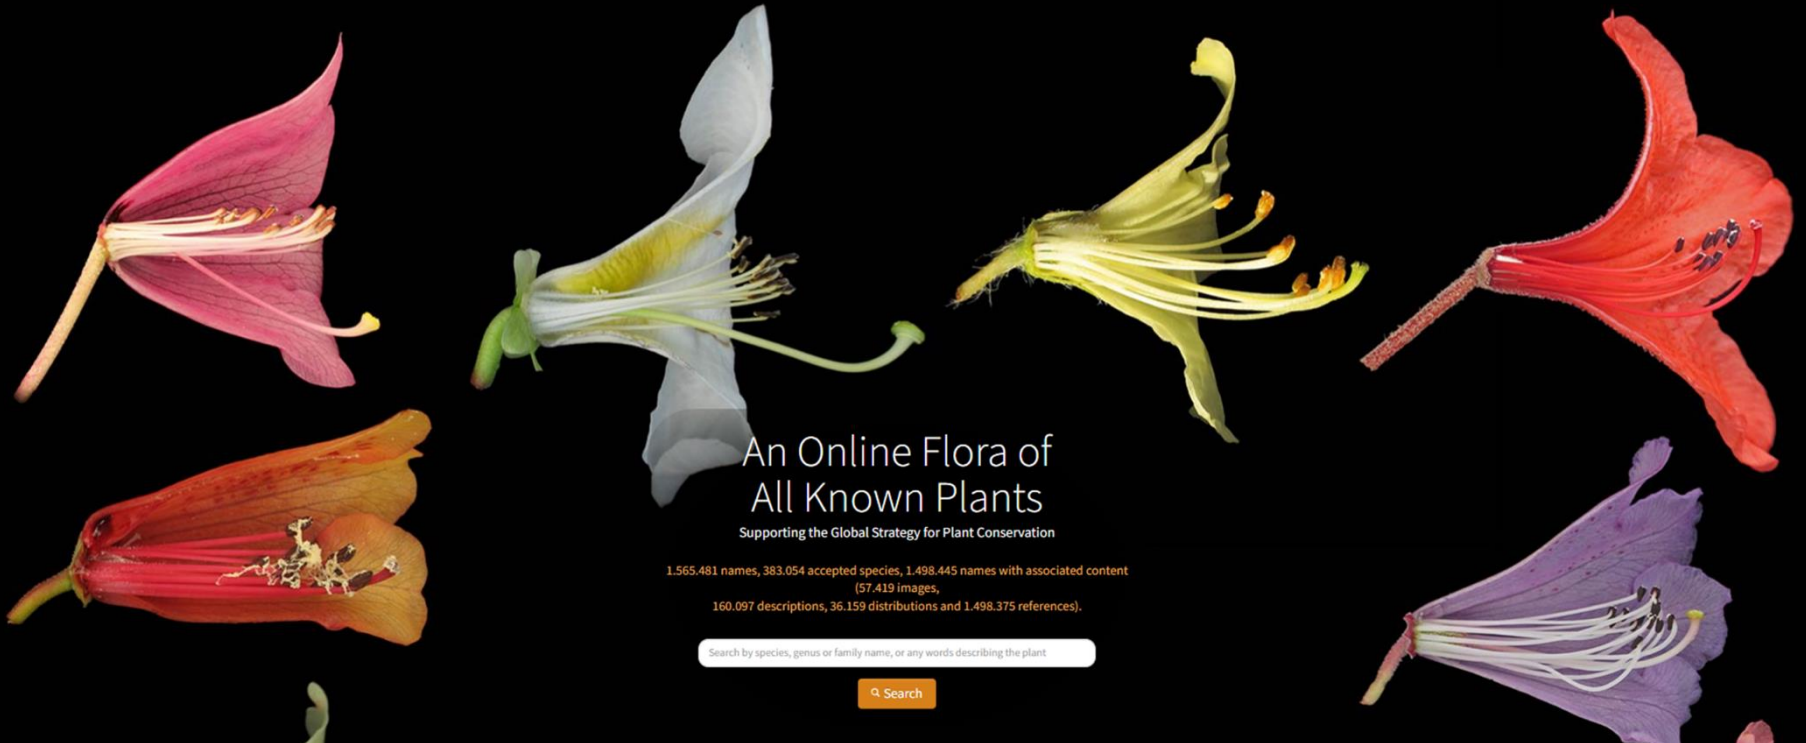 An Online Flora of
All Known Plants
Supporting the Global Strategy for Plant Conservation
1.565.481 names, 383.054 accepted species, 1.498.445 names with associated content
(57.419 images,
160.097 descriptions, 36.159 distributions and 1.498.375 references).
Search by species, genus or family name, or any words describing the plant
Search